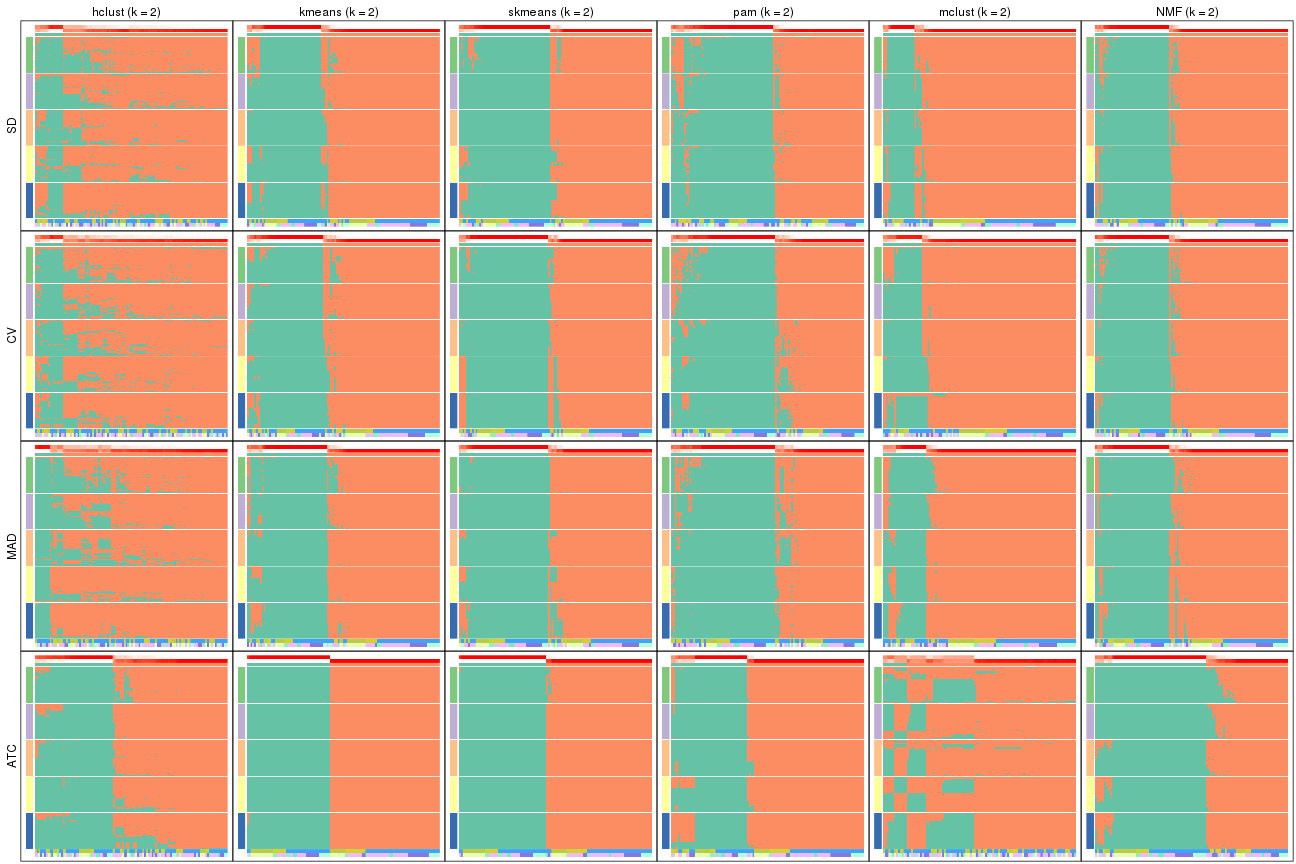 hclust (k = 2) kmeans (k = 2) skmeans (k = 2) pam (k = 2) mclust (k = 2) NMF (k = 2)
SD
CV
MAD
ATC